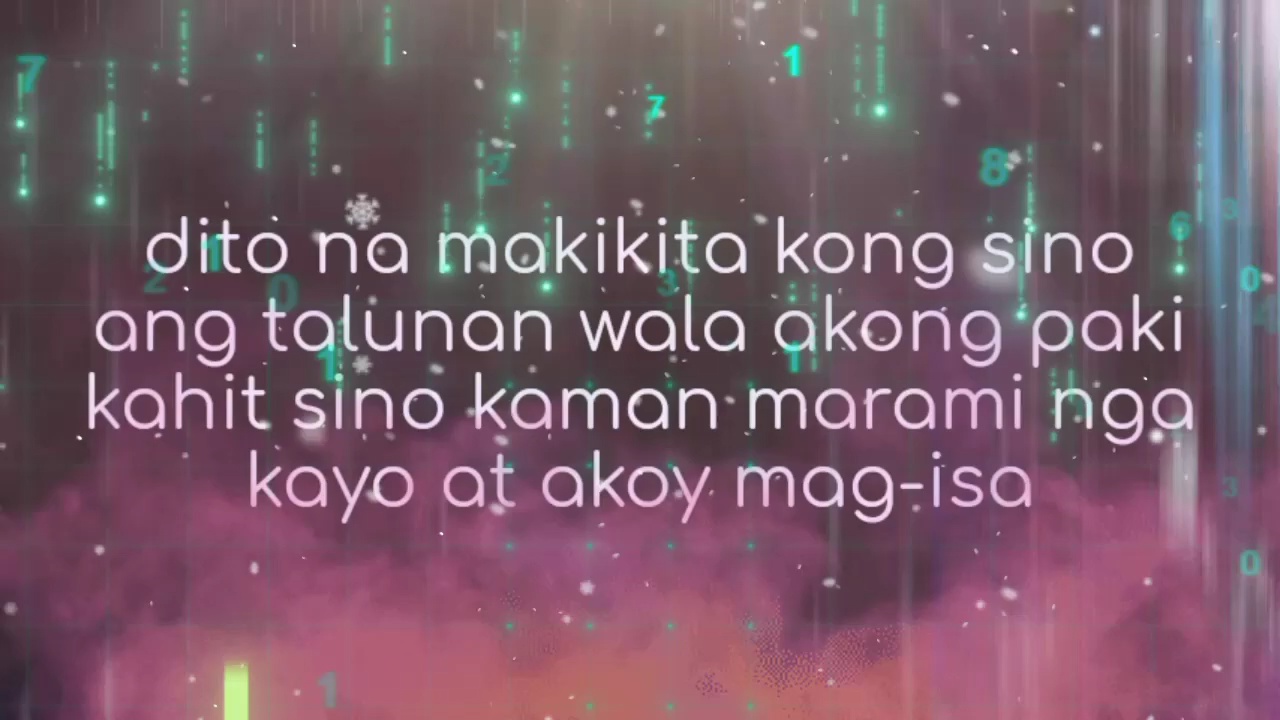 dito na makikita kong sino
ang talunan wala akong paki
kahit sino kaman marami nga
kayo at akoy mag-isa